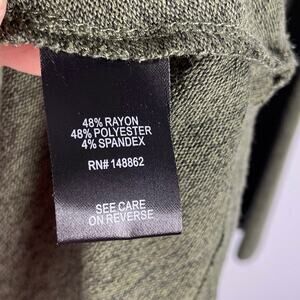 48% RAYON
48% POLYESTER
4% SPANDEX
RN# 148862
SEE CARE
ON REVERSE